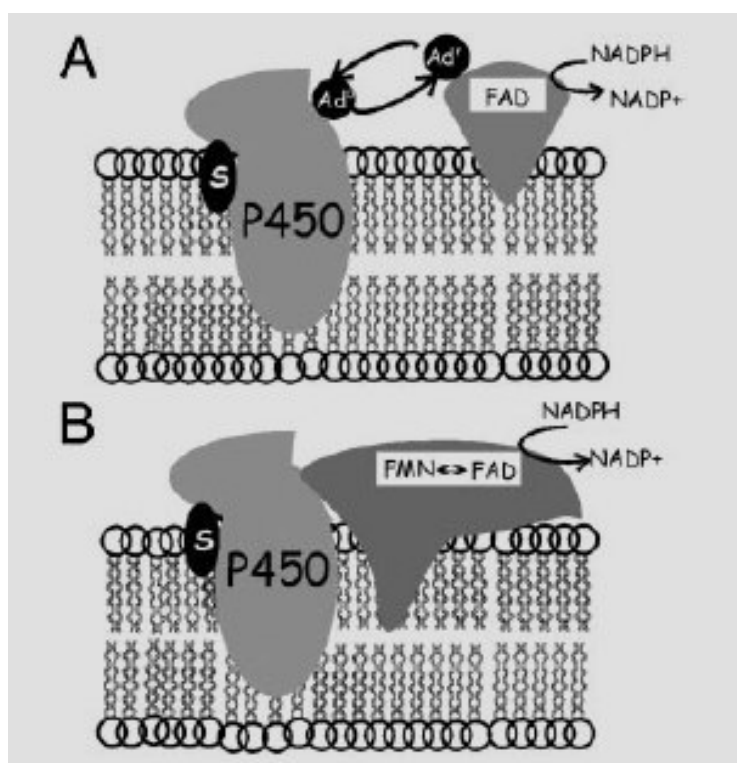 A
Ad°
Ad'
FAD
NADPH
NADP+
S
P450
B
NADPH
FMN↔FAD
NADP+
S
P450